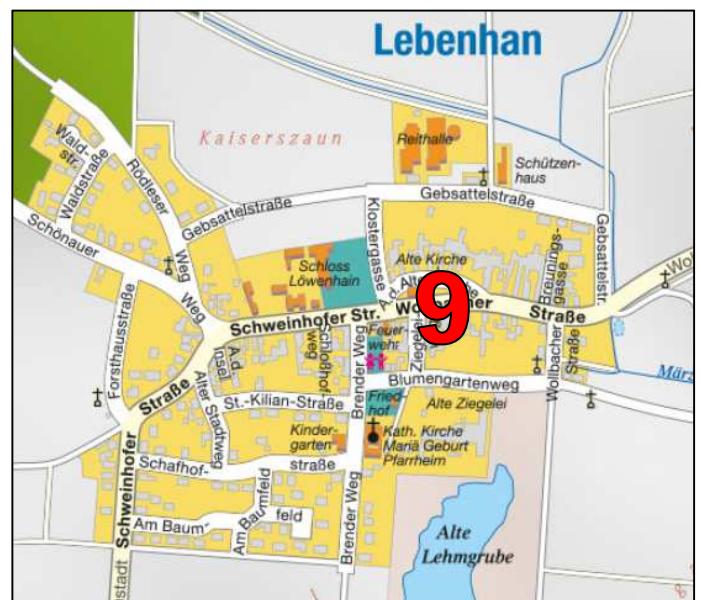 Lebenhan
Kaiserszaun
Reithalle
Schützen-
haus
Wald-
str.
Waldstraße
Rödleser
Weg
Schönauer
Weg
Gebsattelstraße
Gebsattelstraße
Gebsattelstr.
Klostergasse
Alte Kirche
Schloss
Löwenhain
Breunings-
gasse
9
Schweinhofer Str.
Straße
Forsthausstraße
A.d.
Insel
Schloßhof-
weg
Brender Weg
Feuer-
wehr
Wollbacher
Straße
März
Blumengartenweg
Schweinhofer
Straße
Alter Stadtweg
St.-Kilian-Straße
Fried-
hof
Alte Ziegelei
Kinder-
garten
Kath. Kirche
Mariä Geburt
Pfarrheim
Schafhof-
straße
Am Baum-
feld
Am Baumfeld
Brender Weg
Alte
Lehmgrube